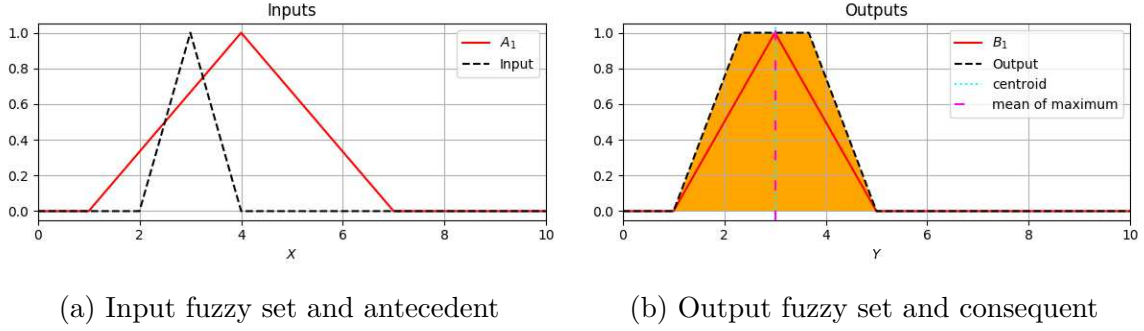 Inputs
1.0
0.8
0.6
0.4
0.2
0.0
0 2 4 6 8 10
X
A1
Input
(a) Input fuzzy set and antecedent
Outputs
1.0
0.8
0.6
0.4
0.2
0.0
0 2 4 6 8 10
Y
B1
Output
centroid
mean of maximum
(b) Output fuzzy set and consequent